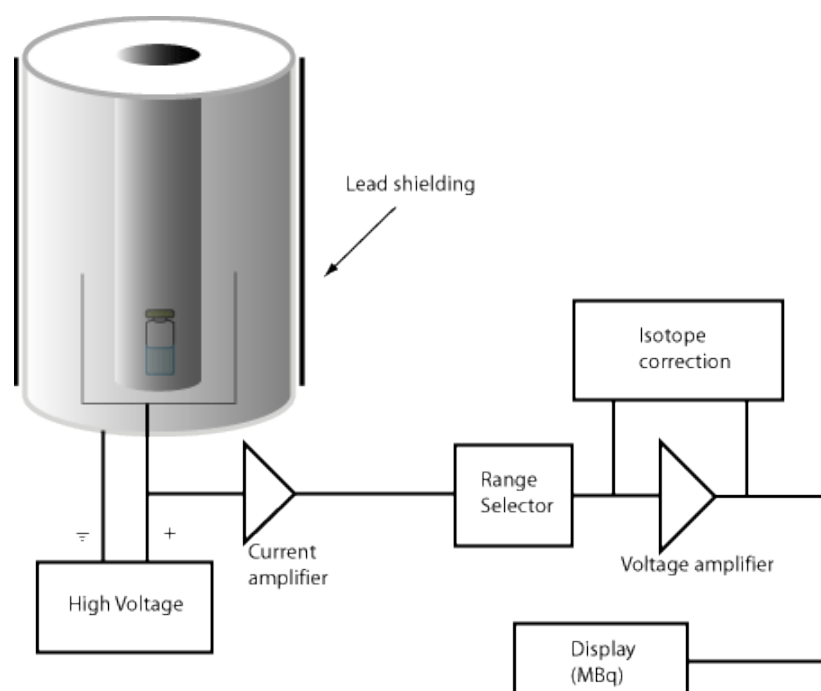 Lead shielding
Isotope
correction
Range
Selector
+
Current
amplifier
Voltage amplifier
High Voltage
Display
(MBq)